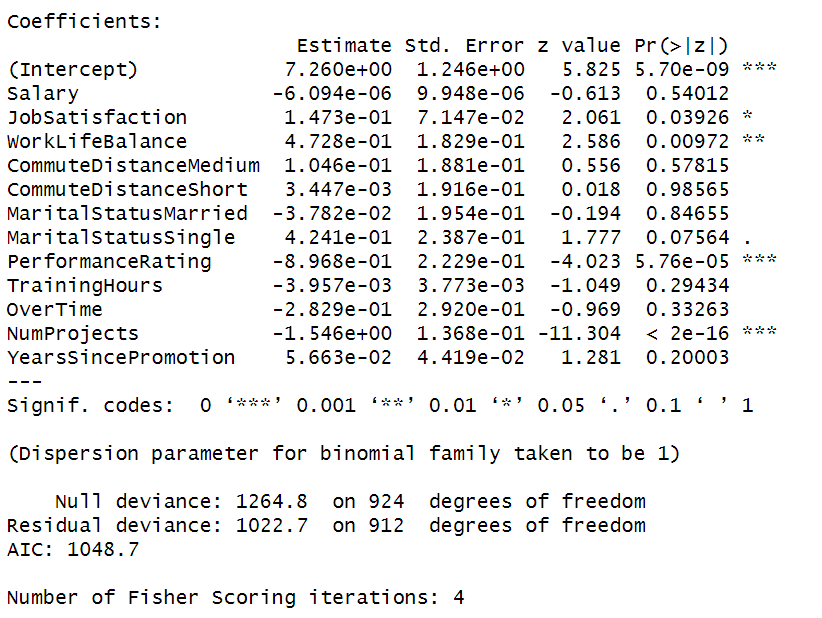 Coefficients:
Estimate Std. Error z value Pr(>|z|)
(Intercept) 7.260e+00 1.246e+00 5.825 5.70e-09 ***
Salary -6.094e-06 9.948e-06 -0.613 0.54012
JobSatisfaction 1.473e-01 7.147e-02 2.061 0.03926 *
WorkLifeBalance 4.728e-01 1.829e-01 2.586 0.00972 **
CommuteDistanceMedium 1.046e-01 1.881e-01 0.556 0.57815
CommuteDistanceShort 3.447e-03 1.916e-01 0.018 0.98565
MaritalStatusMarried -3.782e-02 1.954e-01 -0.194 0.84655
MaritalStatusSingle 4.241e-01 2.387e-01 1.777 0.07564 .
PerformanceRating -8.968e-01 2.229e-01 -4.023 5.76e-05 ***
TrainingHours -3.957e-03 3.773e-03 -1.049 0.29434
OverTime -2.829e-01 2.920e-01 -0.969 0.33263
NumProjects -1.546e+00 1.368e-01 -11.304 < 2e-16 ***
YearsSincePromotion 5.663e-02 4.419e-02 1.281 0.20003
---
Signif. codes: 0 ‘***’ 0.001 ‘**’ 0.01 ‘*’ 0.05 ‘.’ 0.1 ‘ ’ 1
(Dispersion parameter for binomial family taken to be 1)
Null deviance: 1264.8 on 924 degrees of freedom
Residual deviance: 1022.7 on 912 degrees of freedom
AIC: 1048.7
Number of Fisher Scoring iterations: 4